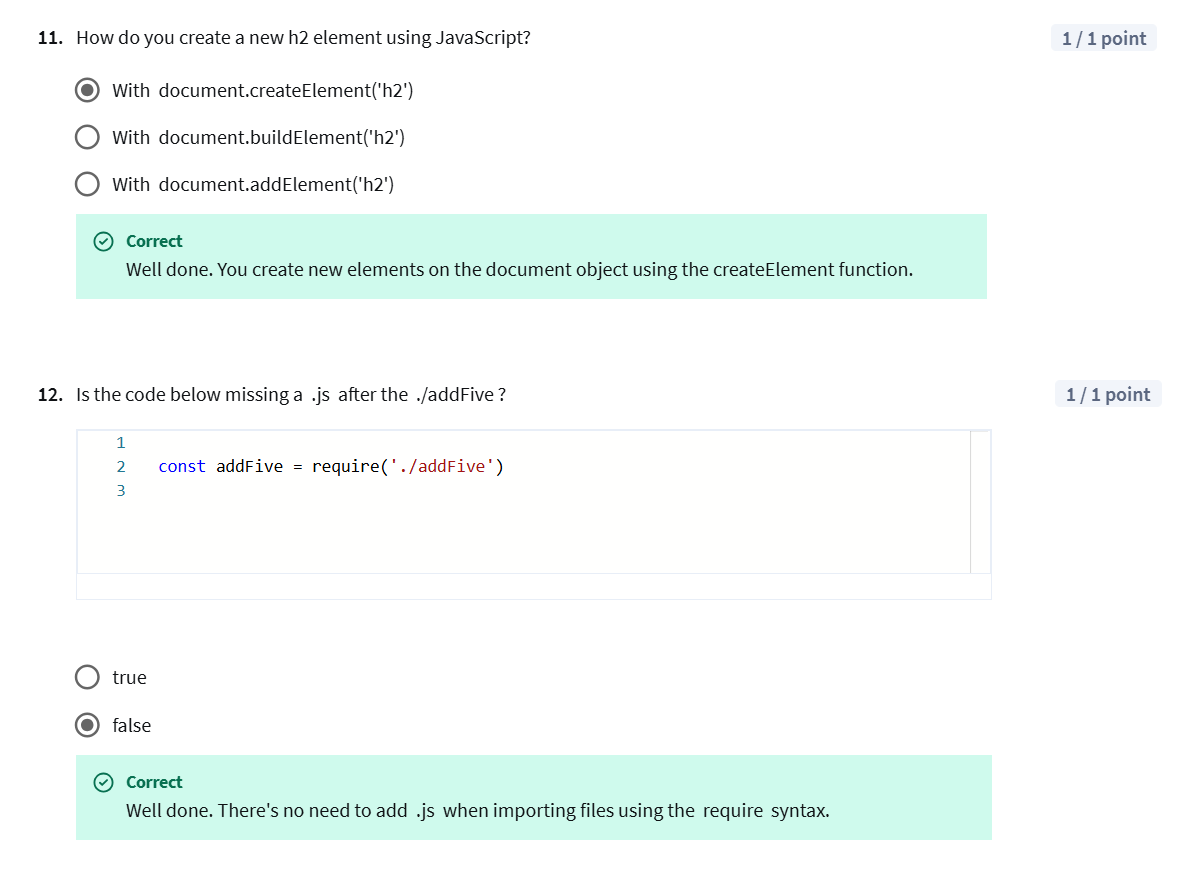 11. How do you create a new h2 element using JavaScript?
1 / 1 point
With document.createElement('h2')
With document.buildElement('h2')
With document.addElement('h2')
Correct
Well done. You create new elements on the document object using the createElement function.
12. Is the code below missing a .js after the ./addFive ?
1 / 1 point
1
2 const addFive = require('./addFive')
3
true
false
Correct
Well done. There's no need to add .js when importing files using the require syntax.